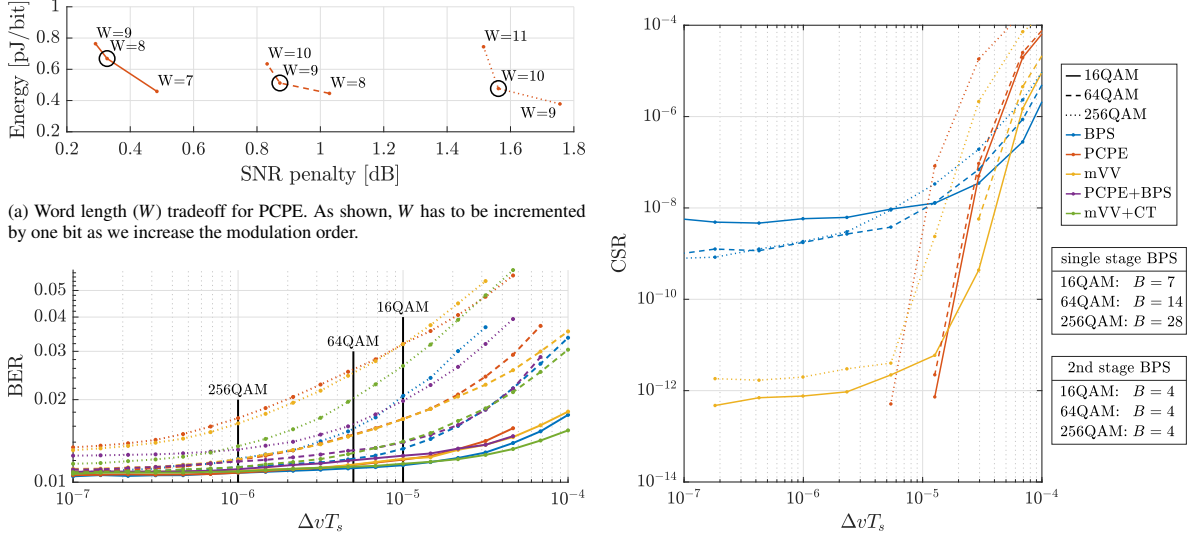 1
0.8
0.6
0.4
0.2
Energy [pJ/bit]
W=9
W=8
W=7
W=10
W=9
W=8
W=11
W=10
W=9
0.2 0.4 0.6 0.8 1 1.2 1.4 1.6 1.8
SNR penalty [dB]
(a) Word length (W) tradeoff for PCPE. As shown, W has to be incremented
by one bit as we increase the modulation order.
0.05
0.04
0.03
0.02
0.01
BER
256QAM
64QAM
16QAM
10⁻⁷ 10⁻⁶ 10⁻⁵ 10⁻⁴
ΔvTₛ
10⁻⁴
10⁻⁶
10⁻⁸
10⁻¹⁰
10⁻¹²
10⁻¹⁴
CSR
10⁻⁷ 10⁻⁶ 10⁻⁵ 10⁻⁴
ΔvTₛ
16QAM
64QAM
256QAM
BPS
PCPE
mVV
PCPE+BPS
mVV+CT
single stage BPS
16QAM: B = 7
64QAM: B = 14
256QAM: B = 28
2nd stage BPS
16QAM: B = 4
64QAM: B = 4
256QAM: B = 4